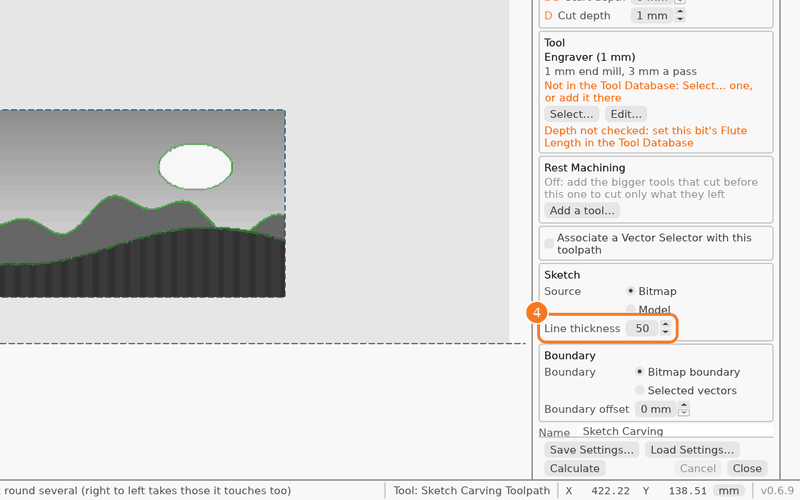 D Cut depth 1 mm
Tool
Engraver (1 mm)
1 mm end mill, 3 mm a pass
Not in the Tool Database: Select... one,
or add it there
Select... Edit...
Depth not checked: set this bit's Flute
Length in the Tool Database
Rest Machining
Off: add the bigger tools that cut before
this one to cut only what they left
Add a tool...
Associate a Vector Selector with this
toolpath
Sketch
Source Bitmap
Model
4
Line thickness 50
Boundary
Boundary Bitmap boundary
Selected vectors
Boundary offset 0 mm
Name Sketch Carving
Save Settings... Load Settings...
Calculate Cancel Close
round several (right to left takes those it touches too) Tool: Sketch Carving Toolpath X 422.22 Y 138.51 mm v0.6.9